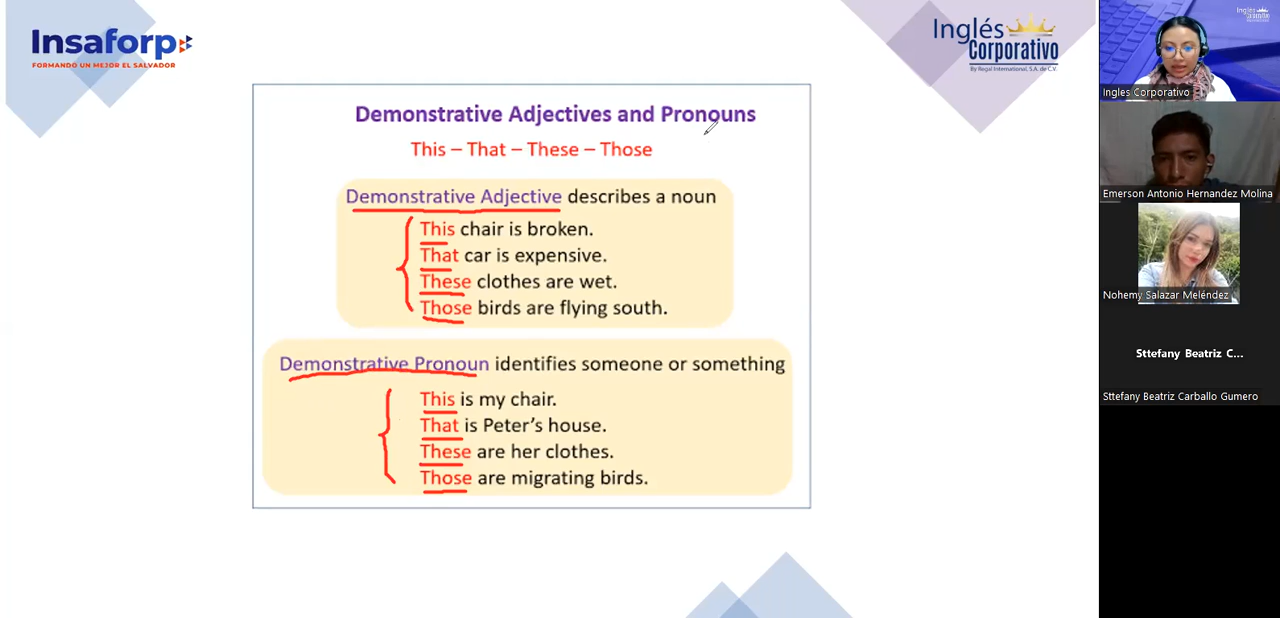 Insaforp
FORMANDO UN MEJOR EL SALVADOR
Inglés
Corporativo
By Regal International, S.A. de C.V.
Demonstrative Adjectives and Pronouns
This – That – These – Those
Demonstrative Adjective describes a noun
This chair is broken.
That car is expensive.
These clothes are wet.
Those birds are flying south.
Demonstrative Pronoun identifies someone or something
This is my chair.
That is Peter's house.
These are her clothes.
Those are migrating birds.
Ingles Corporativo
Emerson Antonio Hernandez Molina
Nohemy Salazar Meléndez
Sttefany Beatriz C...
Sttefany Beatriz Carballo Gumero